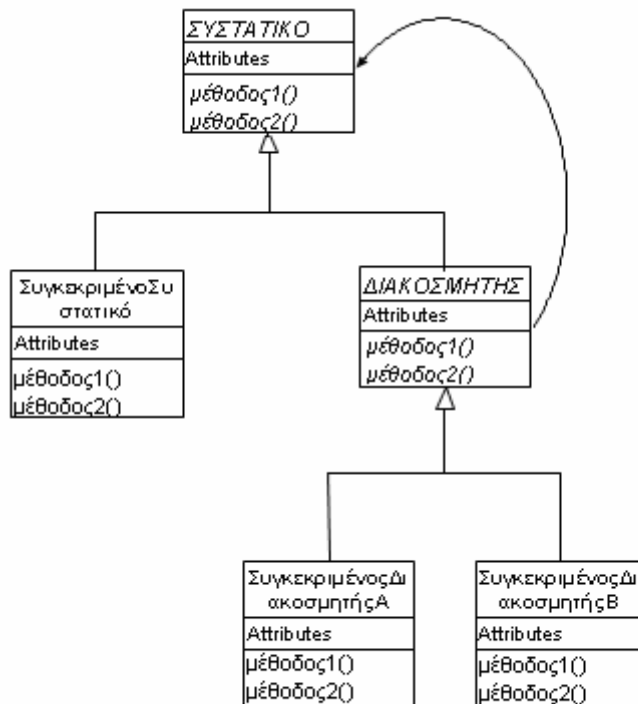 ΣΥΣΤΑΤΙΚΟ
Attributes
μέθοδος1()
μέθοδος2()
ΣυγκεκριμένοΣυ
στατικό
Attributes
μέθοδος1()
μέθοδος2()
ΔΙΑΚΟΣΜΗΤΗΣ
Attributes
μέθοδος1()
μέθοδος2()
ΣυγκεκριμένοςΔι
ακοσμητήςΑ
Attributes
μέθοδος1()
μέθοδος2()
ΣυγκεκριμένοςΔι
ακοσμητήςΒ
Attributes
μέθοδος1()
μέθοδος2()